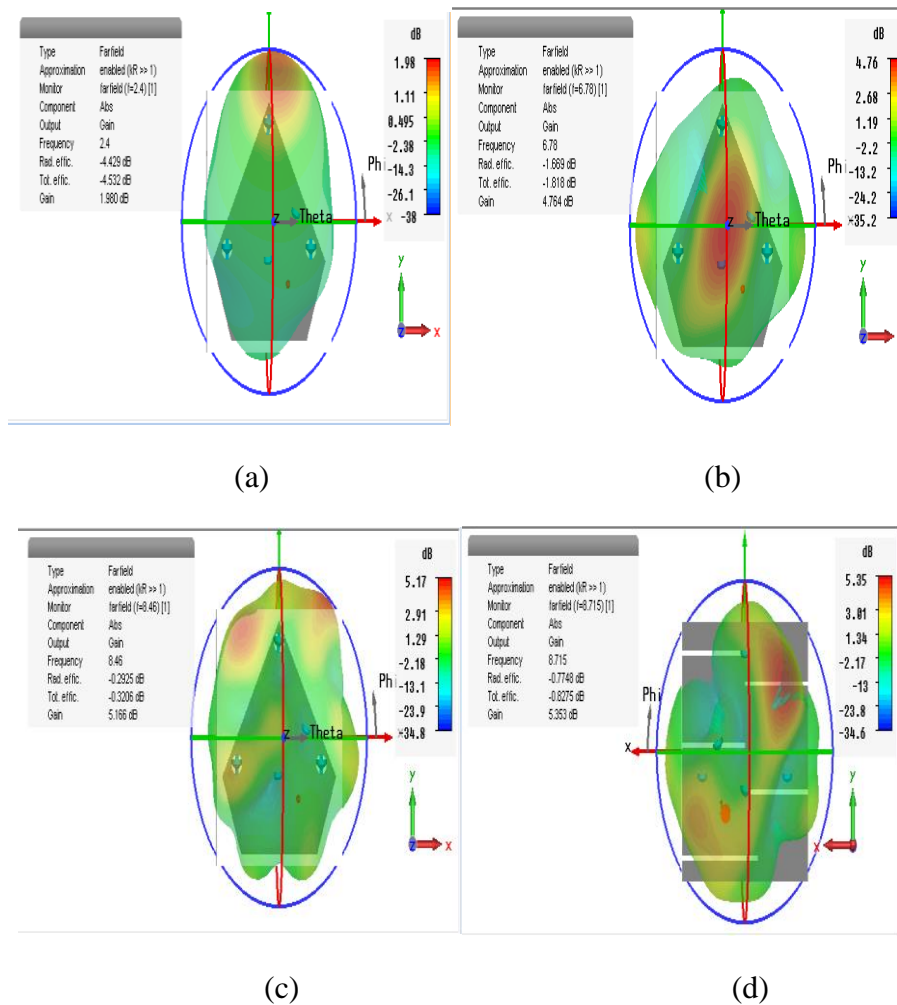 Type Farfield
Approximation enabled (kR >> 1)
Monitor farfield (f=2.4) [1]
Component Abs
Output Gain
Frequency 2.4
Rad. effic. -4.429 dB
Tot. effic. -4.532 dB
Gain 1.980 dB
dB
1.98
1.11
0.495
-2.38
-14.3
-26.1
-38
Phi
Theta
z
x
y
z
x
Type Farfield
Approximation enabled (kR >> 1)
Monitor farfield (f=6.78) [1]
Component Abs
Output Gain
Frequency 6.78
Rad. effic. -1.669 dB
Tot. effic. -1.818 dB
Gain 4.764 dB
dB
4.76
2.68
1.19
-2.2
-13.2
-24.2
-35.2
Phi
Theta
z
y
z
x
(a) (b)
Type Farfield
Approximation enabled (kR >> 1)
Monitor farfield (f=8.46) [1]
Component Abs
Output Gain
Frequency 8.46
Rad. effic. -0.2925 dB
Tot. effic. -0.3206 dB
Gain 5.166 dB
dB
5.17
2.91
1.29
-2.18
-13.1
-23.9
-34.8
Phi
Theta
z
y
z
x
Type Farfield
Approximation enabled (kR >> 1)
Monitor farfield (f=8.715) [1]
Component Abs
Output Gain
Frequency 8.715
Rad. effic. -0.7748 dB
Tot. effic. -0.8275 dB
Gain 5.353 dB
dB
5.35
3.01
1.34
-2.17
-13
-23.8
-34.6
Phi
x
y
x
(c) (d)